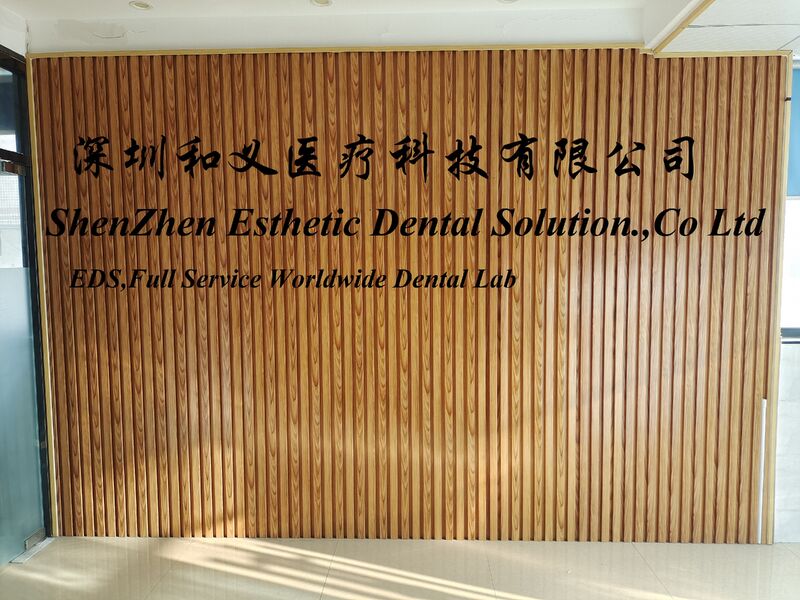 深圳和义医疗科技有限公司
ShenZhen Esthetic Dental Solution.,Co Ltd
EDS,Full Service Worldwide Dental Lab